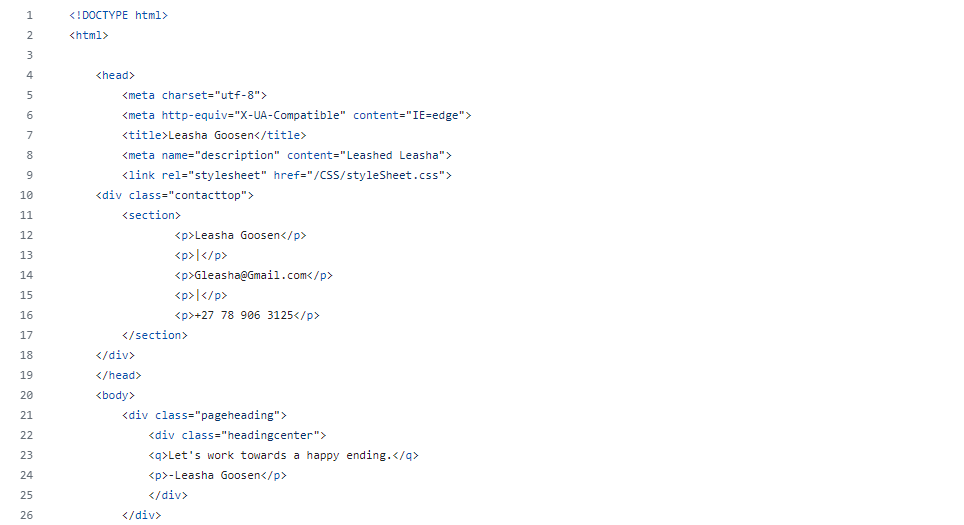 1 <!DOCTYPE html>
2 <html>
3
4 <head>
5 <meta charset="utf-8">
6 <meta http-equiv="X-UA-Compatible" content="IE=edge">
7 <title>Leasha Goosen</title>
8 <meta name="description" content="Leashed Leasha">
9 <link rel="stylesheet" href="/CSS/styleSheet.css">
10 <div class="contacttop">
11 <section>
12 <p>Leasha Goosen</p>
13 <p>|</p>
14 <p>Gleasha@Gmail.com</p>
15 <p>|</p>
16 <p>+27 78 906 3125</p>
17 </section>
18 </div>
19 </head>
20 <body>
21 <div class="pageheading">
22 <div class="headingcenter">
23 <q>Let's work towards a happy ending.</q>
24 <p>-Leasha Goosen</p>
25 </div>
26 </div>